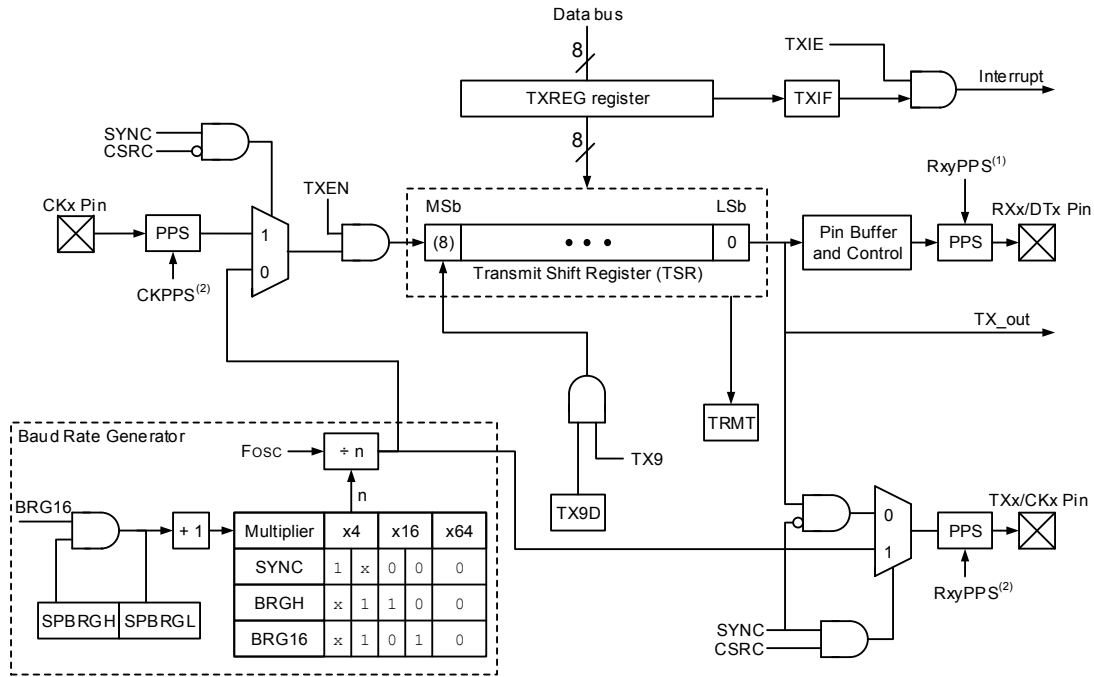 Data bus
8
TXIE
Interrupt
TXREG register
TXIF
8
SYNC
CSRC
RxyPPS(1)
CKx Pin
TXEN
MSb
LSb
RXx/DTx Pin
PPS
1
(8)
• • •
0
Pin Buffer
and Control
PPS
0
Transmit Shift Register (TSR)
CKPPS(2)
TX_out
TRMT
Baud Rate Generator
FOSC
÷ n
TX9
n
TX9D
TXx/CKx Pin
BRG16
+ 1
Multiplier x4 x16 x64
0
PPS
SYNC 1 x 0 0 0
1
BRGH x 1 1 0 0
RxyPPS(2)
SPBRGH SPBRGL
BRG16 x 1 0 1 0
SYNC
CSRC